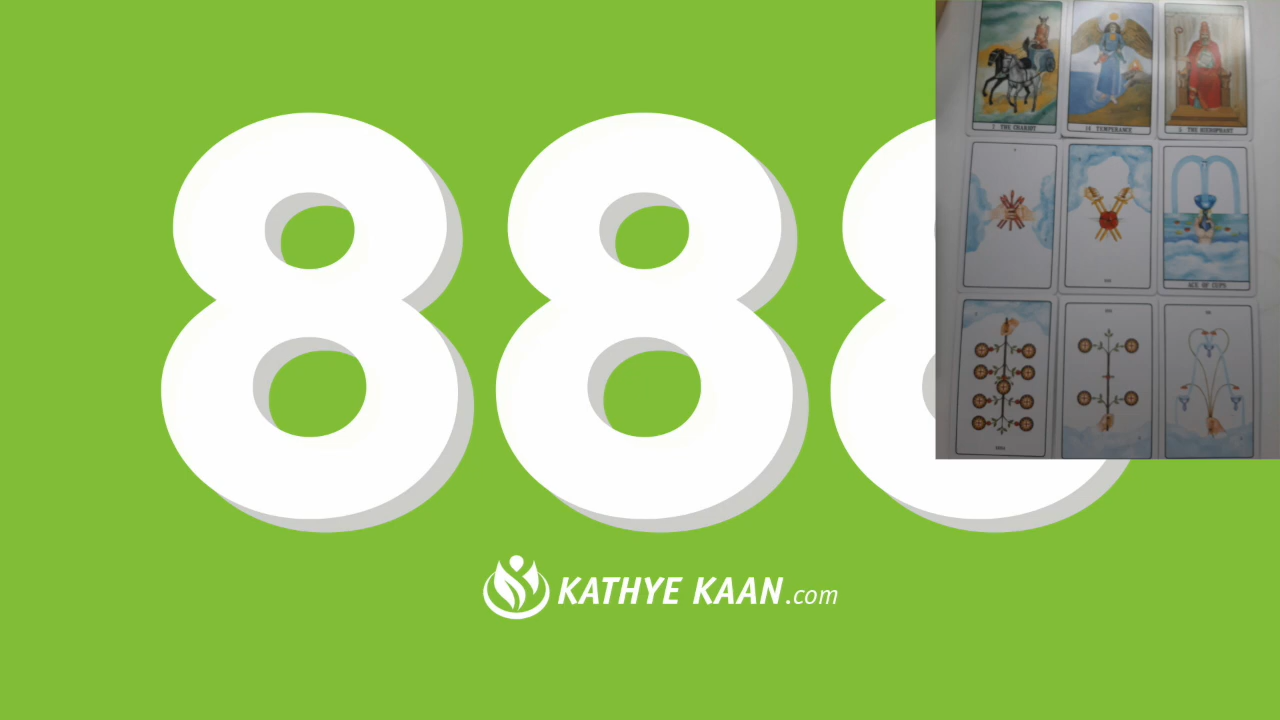 888
KATHYE KAAN.com
7 THE CHARIOT
14 TEMPERANCE
5 THE HIEROPHANT
ACE OF CUPS